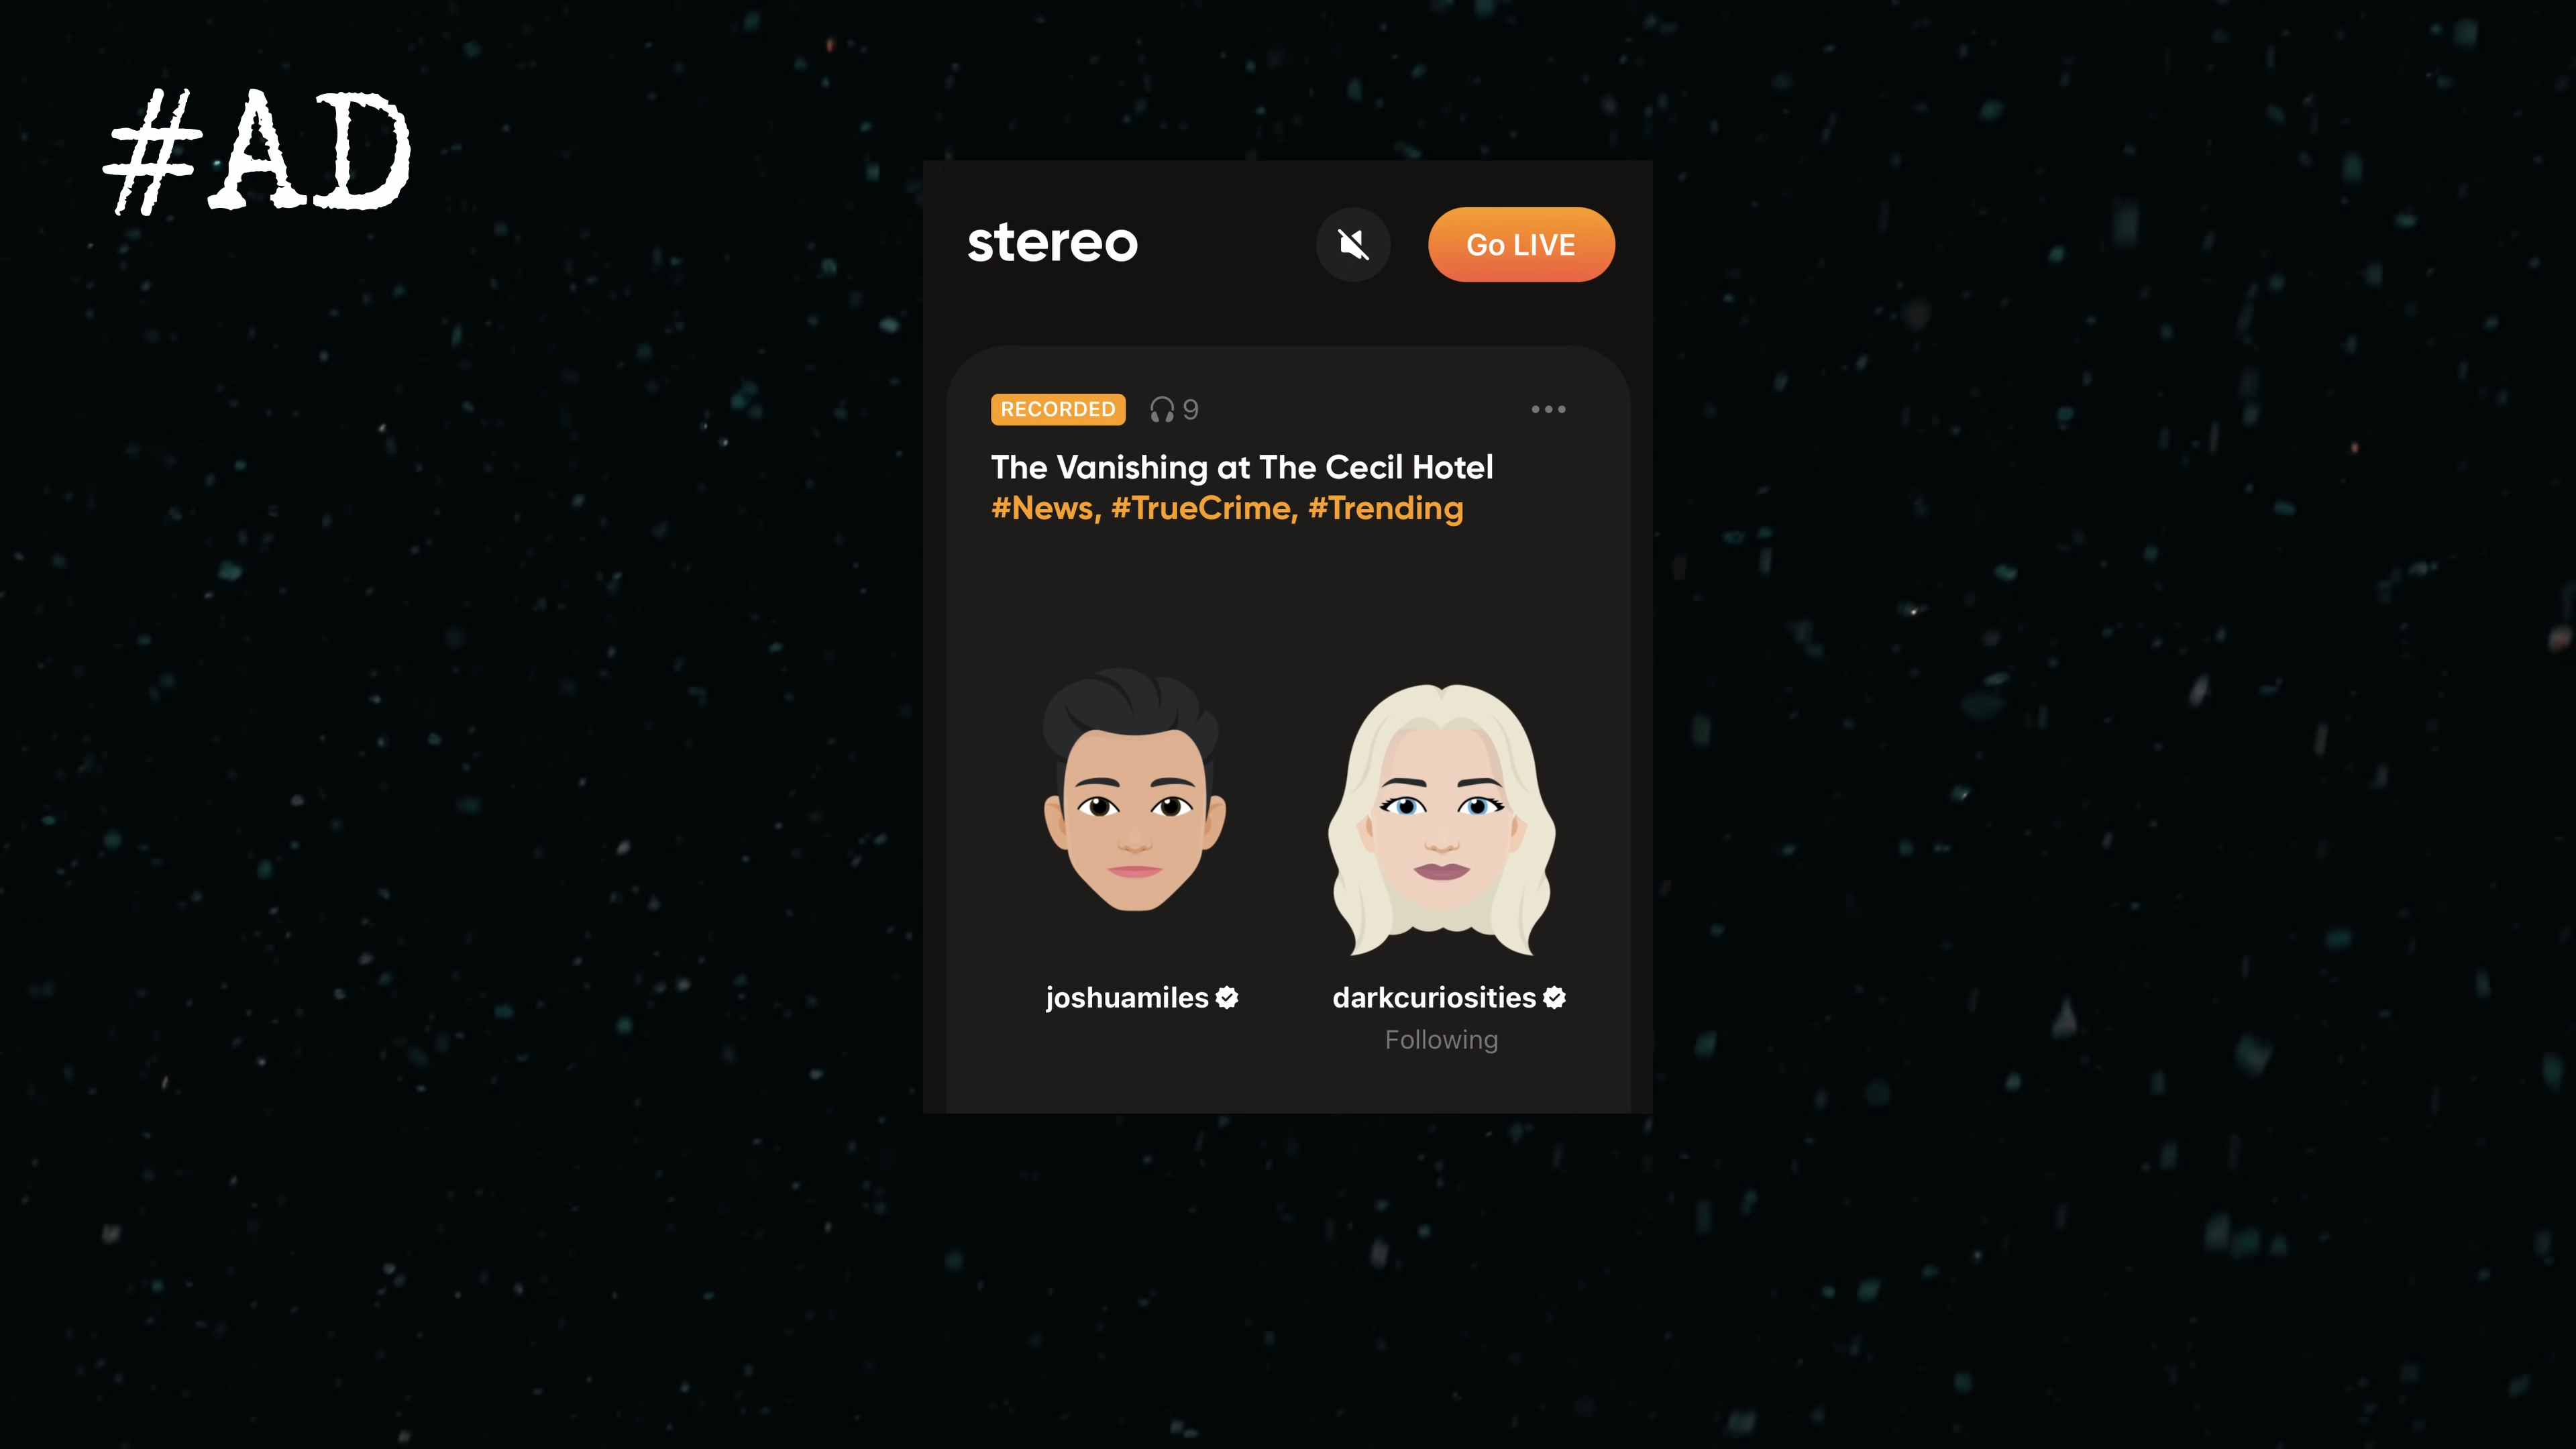 #AD
stereo
Go LIVE
RECORDED 9
The Vanishing at The Cecil Hotel
#News, #TrueCrime, #Trending
joshuamiles
darkcuriosities
Following